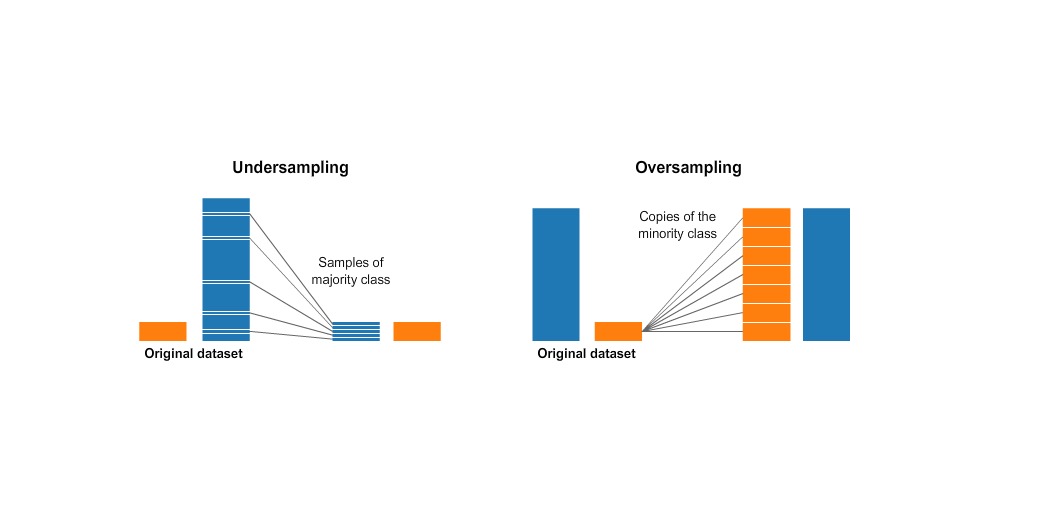 Undersampling
Samples of
majority class
Original dataset
Oversampling
Copies of the
minority class
Original dataset